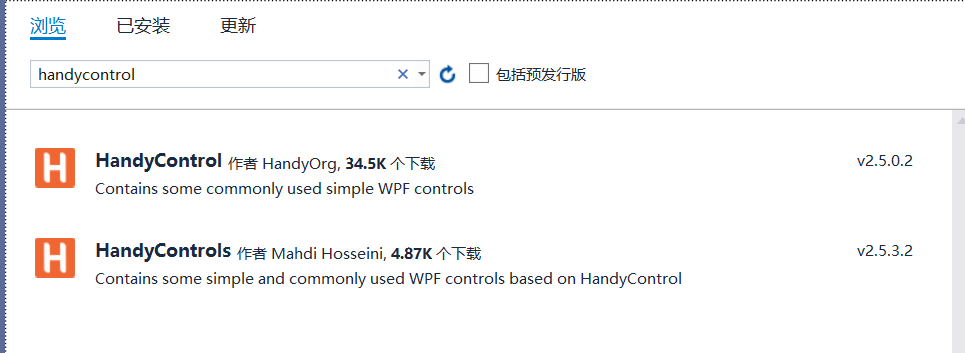 浏览 已安装 更新
handycontrol 包括预发行版
HandyControl 作者 HandyOrg, 34.5K 个下载 v2.5.0.2
Contains some commonly used simple WPF controls
HandyControls 作者 Mahdi Hosseini, 4.87K 个下载 v2.5.3.2
Contains some simple and commonly used WPF controls based on HandyControl